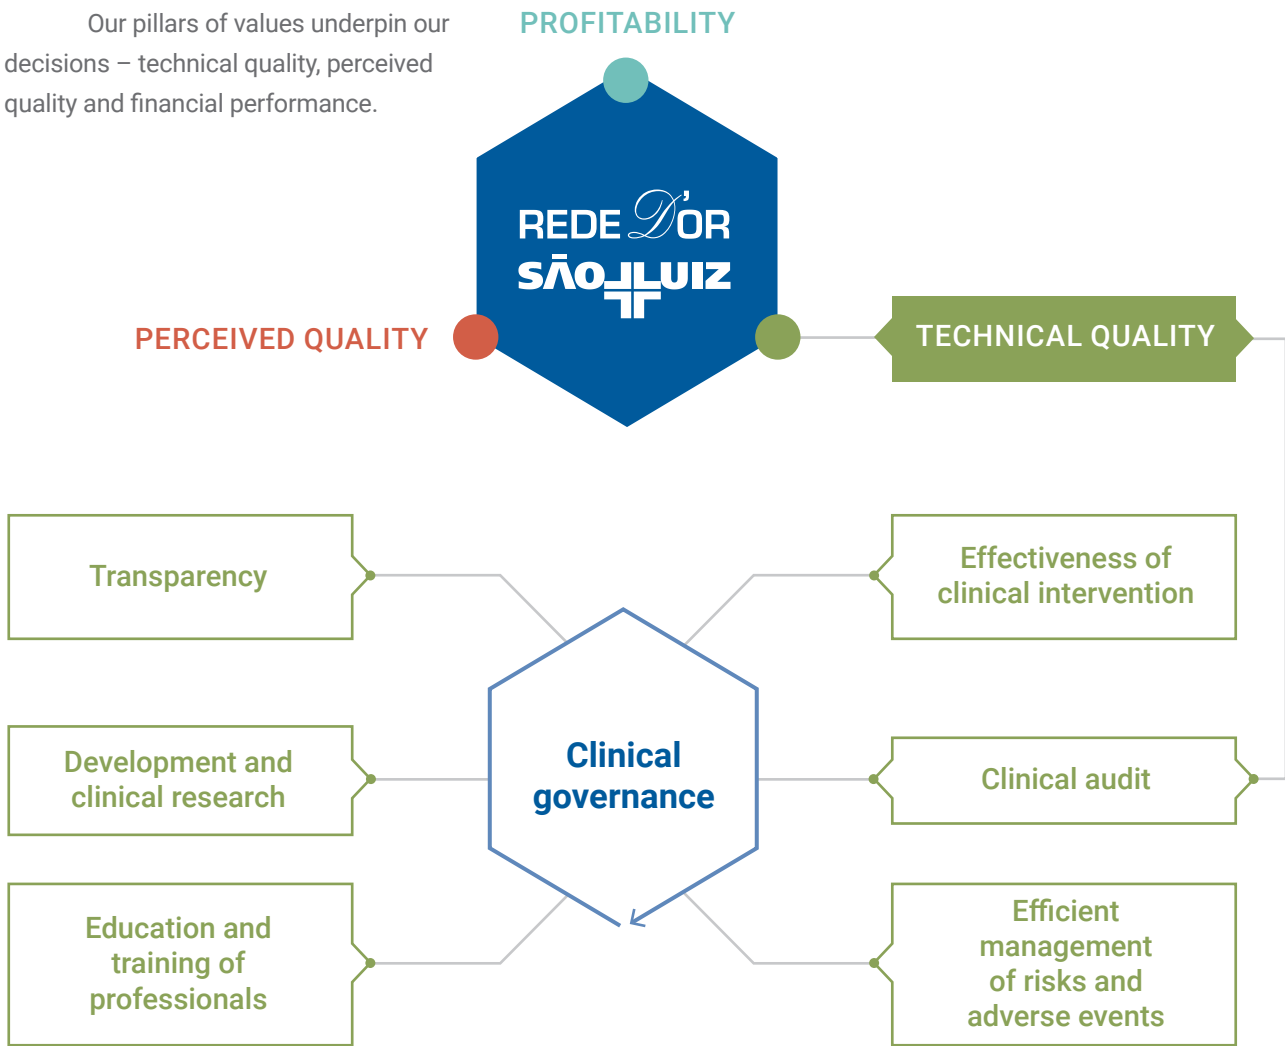 Our pillars of values underpin our
decisions – technical quality, perceived
quality and financial performance.
PROFITABILITY
REDE D'OR
SÃO LUIZ
PERCEIVED QUALITY
TECHNICAL QUALITY
Transparency
Effectiveness of
clinical intervention
Development and
clinical research
Clinical
governance
Clinical audit
Education and
training of
professionals
Efficient
management
of risks and
adverse events